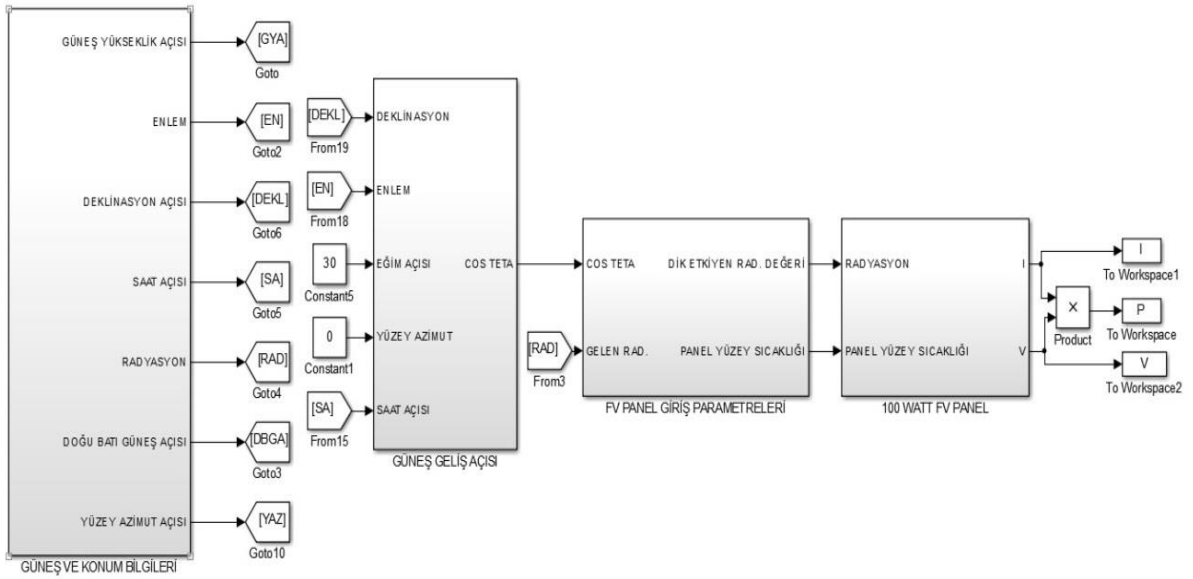 GÜNEŞ YÜKSEKLİK AÇISI
[GYA]
Goto
ENLEM
[EN]
Goto2
DEKLİNASYON AÇISI
[DEKL]
Goto6
SAAT AÇISI
[SA]
Goto5
RADYASYON
[RAD]
Goto4
DOĞU BATI GÜNEŞ AÇISI
[DBGA]
Goto3
YÜZEY AZİMUT AÇISI
[YAZ]
Goto10
GÜNEŞ VE KONUM BİLGİLERİ
[DEKL]
From19
[EN]
From18
30
Constant5
0
Constant1
[SA]
From15
DEKLİNASYON
ENLEM
EĞİM AÇISI
COS TETA
YÜZEY AZİMUT
SAAT AÇISI
GÜNEŞ GELİŞ AÇISI
[RAD]
From3
COS TETA
DİK ETKİYEN RAD. DEĞERİ
GELEN RAD.
PANEL YÜZEY SICAKLIĞI
FV PANEL GİRİŞ PARAMETRELERİ
RADYASYON
I
PANEL YÜZEY SICAKLIĞI
V
100 WATT FV PANEL
×
Product
I
To Workspace1
P
To Workspace
V
To Workspace2